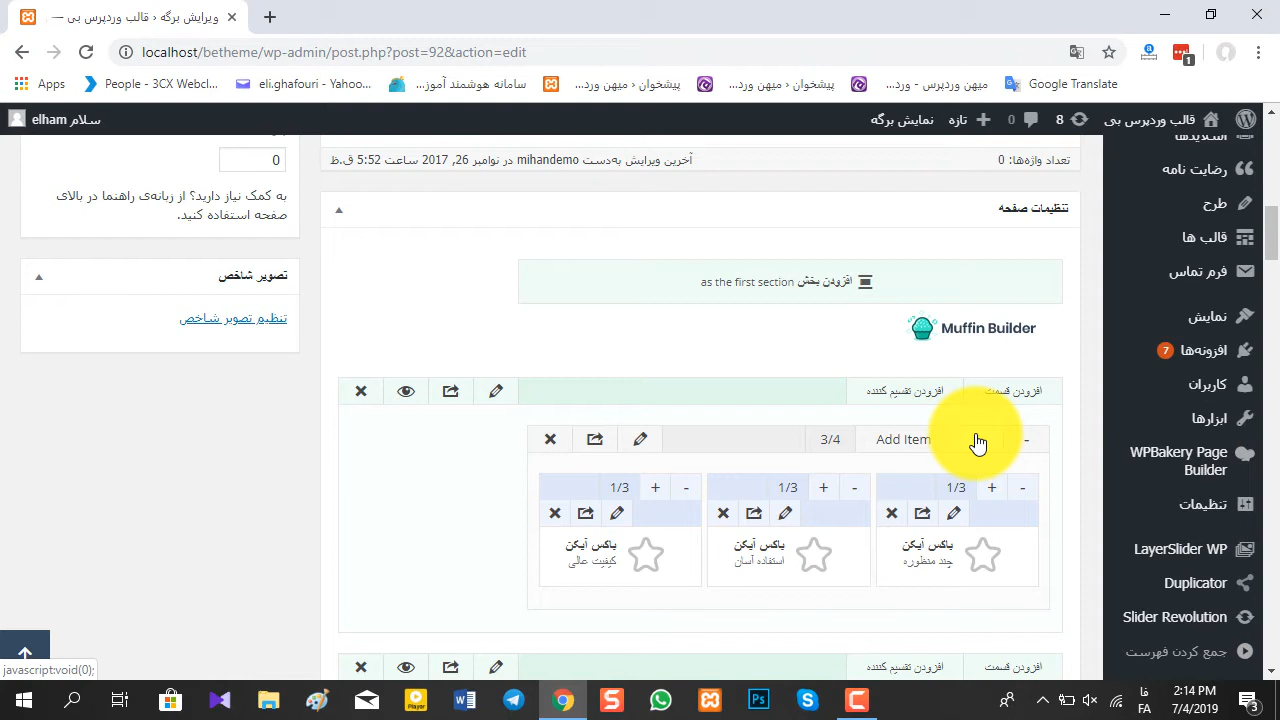 ویرایش برگه ‹ قالب وردپرس بی —
localhost/betheme/wp-admin/post.php?post=92&action=edit
1
Apps
People - 3CX Webcl...
eli.ghafouri - Yahoo...
سامانه هوشمند آموز...
پیشخوان ‹ میهن ورد...
پیشخوان ‹ میهن ورد...
میهن وردپرس - ورد...
Google Translate
قالب وردپرس بی
8
0
تازه
نمایش برگه
سلام elham
اسلایدها
رضایت نامه
طرح
قالب ها
فرم تماس
نمایش
افزونه‌ها 7
کاربران
ابزارها
WPBakery Page
Builder
تنظیمات
LayerSlider WP
Duplicator
Slider Revolution
جمع کردن فهرست
تعداد واژه‌ها: 0
آخرین ویرایش به‌دست mihandemo در نوامبر 26, 2017 ساعت 5:52 ق.ظ
تنظیمات صفحه
افزودن بخش as the first section
Muffin Builder
افزودن قسمت
افزودن تقسیم کننده
-
Add Item
3/4
-
+
1/3
-
+
1/3
-
+
1/3
باکس آیکن
چند منظوره
باکس آیکن
استفاده آسان
باکس آیکن
کیفیت عالی
افزودن قسمت
افزودن تقسیم کننده
0
به کمک نیاز دارید؟ از زبانه‌ی راهنما در بالای
صفحه استفاده کنید.
تصویر شاخص
تنظیم تصویر شاخص
javascript:void(0);
Player
فا
FA
2:14 PM
7/4/2019
3